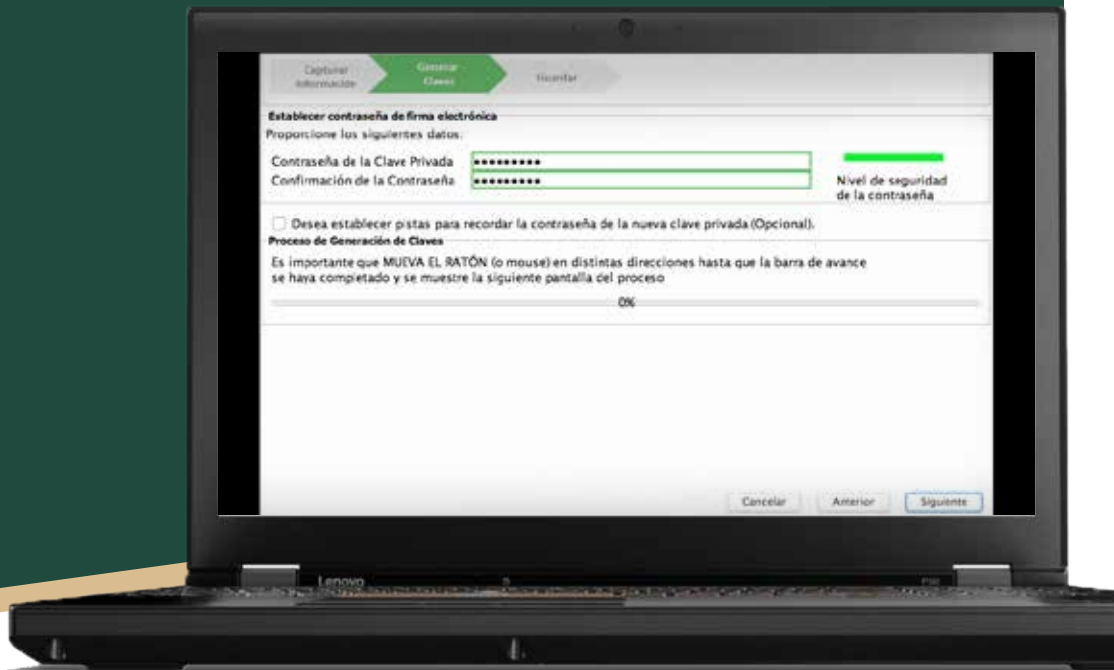 Capturar
Información
Generar
Claves
Guardar
Establecer contraseña de firma electrónica
Proporcione los siguientes datos.
Contraseña de la Clave Privada •••••••••
Confirmación de la Contraseña •••••••••
Nivel de seguridad
de la contraseña
Desea establecer pistas para recordar la contraseña de la nueva clave privada (Opcional).
Proceso de Generación de Claves
Es importante que MUEVA EL RATÓN (o mouse) en distintas direcciones hasta que la barra de avance
se haya completado y se muestre la siguiente pantalla del proceso
0%
Cancelar
Anterior
Siguiente
Lenovo